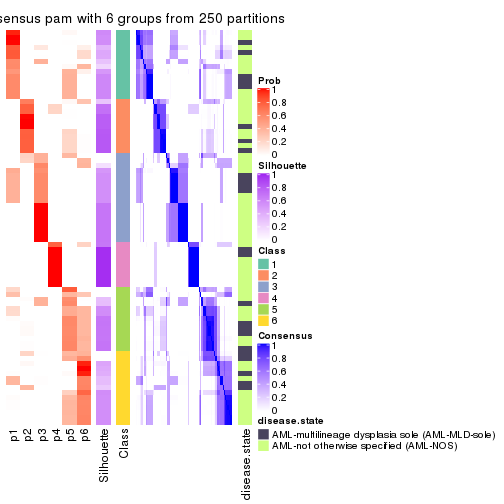 sensus pam with 6 groups from 250 partitions
Prob
1
0.8
0.6
0.4
0.2
0
Silhouette
1
0.8
0.6
0.4
0.2
0
Class
1
2
3
4
5
6
Consensus
1
0.8
0.6
0.4
0.2
0
disease.state
AML-multilineage dysplasia sole (AML-MLD-sole)
AML-not otherwise specified (AML-NOS)
p1
p2
p3
p4
p5
p6
Silhouette
Class
disease.state